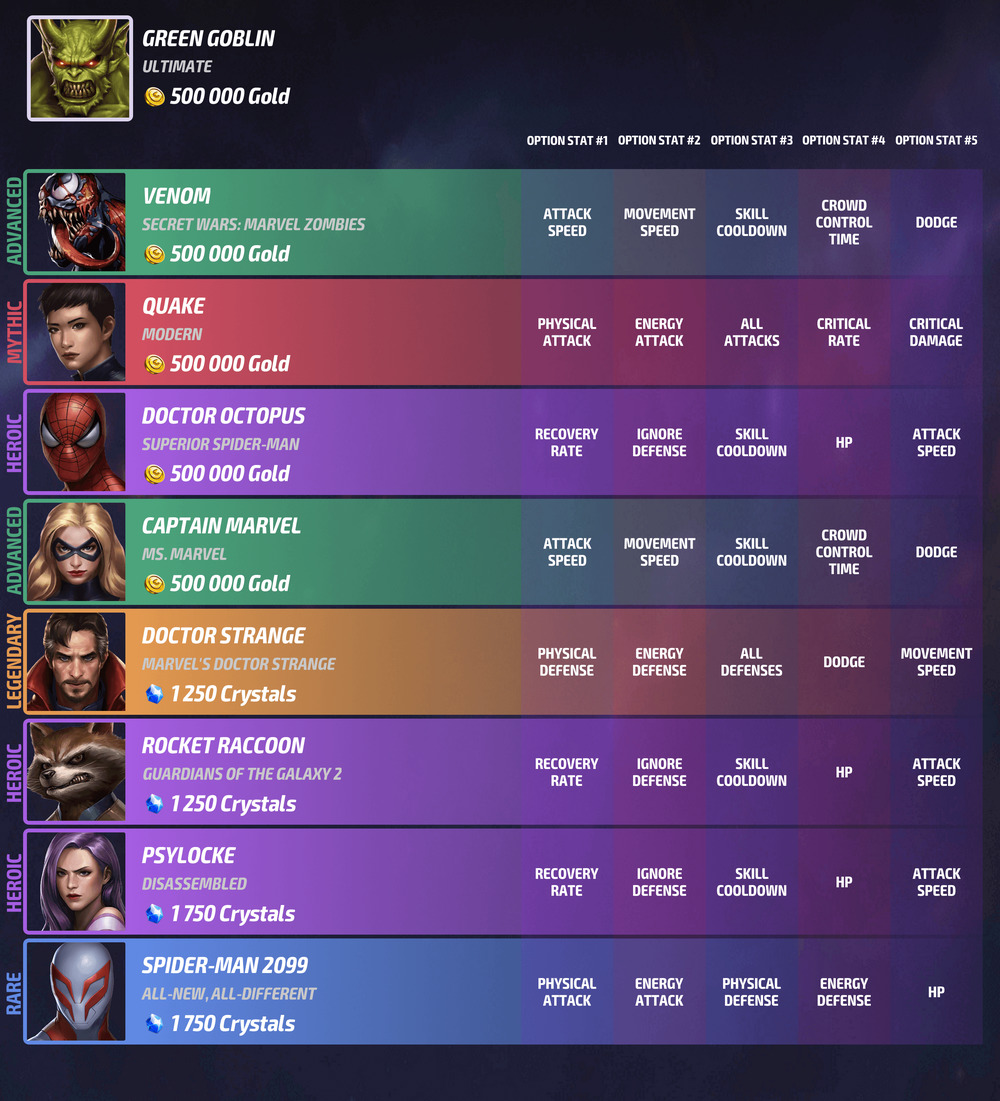 GREEN GOBLIN
ULTIMATE
500 000 Gold
OPTION STAT #1 OPTION STAT #2 OPTION STAT #3 OPTION STAT #4 OPTION STAT #5
ADVANCED
VENOM
SECRET WARS: MARVEL ZOMBIES
500 000 Gold
ATTACK
SPEED
MOVEMENT
SPEED
SKILL
COOLDOWN
CROWD
CONTROL
TIME
DODGE
MYTHIC
QUAKE
MODERN
500 000 Gold
PHYSICAL
ATTACK
ENERGY
ATTACK
ALL
ATTACKS
CRITICAL
RATE
CRITICAL
DAMAGE
HEROIC
DOCTOR OCTOPUS
SUPERIOR SPIDER-MAN
500 000 Gold
RECOVERY
RATE
IGNORE
DEFENSE
SKILL
COOLDOWN
HP
ATTACK
SPEED
ADVANCED
CAPTAIN MARVEL
MS. MARVEL
500 000 Gold
ATTACK
SPEED
MOVEMENT
SPEED
SKILL
COOLDOWN
CROWD
CONTROL
TIME
DODGE
LEGENDARY
DOCTOR STRANGE
MARVEL'S DOCTOR STRANGE
1 250 Crystals
PHYSICAL
DEFENSE
ENERGY
DEFENSE
ALL
DEFENSES
DODGE
MOVEMENT
SPEED
HEROIC
ROCKET RACCOON
GUARDIANS OF THE GALAXY 2
1 250 Crystals
RECOVERY
RATE
IGNORE
DEFENSE
SKILL
COOLDOWN
HP
ATTACK
SPEED
HEROIC
PSYLOCKE
DISASSEMBLED
1 750 Crystals
RECOVERY
RATE
IGNORE
DEFENSE
SKILL
COOLDOWN
HP
ATTACK
SPEED
RARE
SPIDER-MAN 2099
ALL-NEW, ALL-DIFFERENT
1 750 Crystals
PHYSICAL
ATTACK
ENERGY
ATTACK
PHYSICAL
DEFENSE
ENERGY
DEFENSE
HP